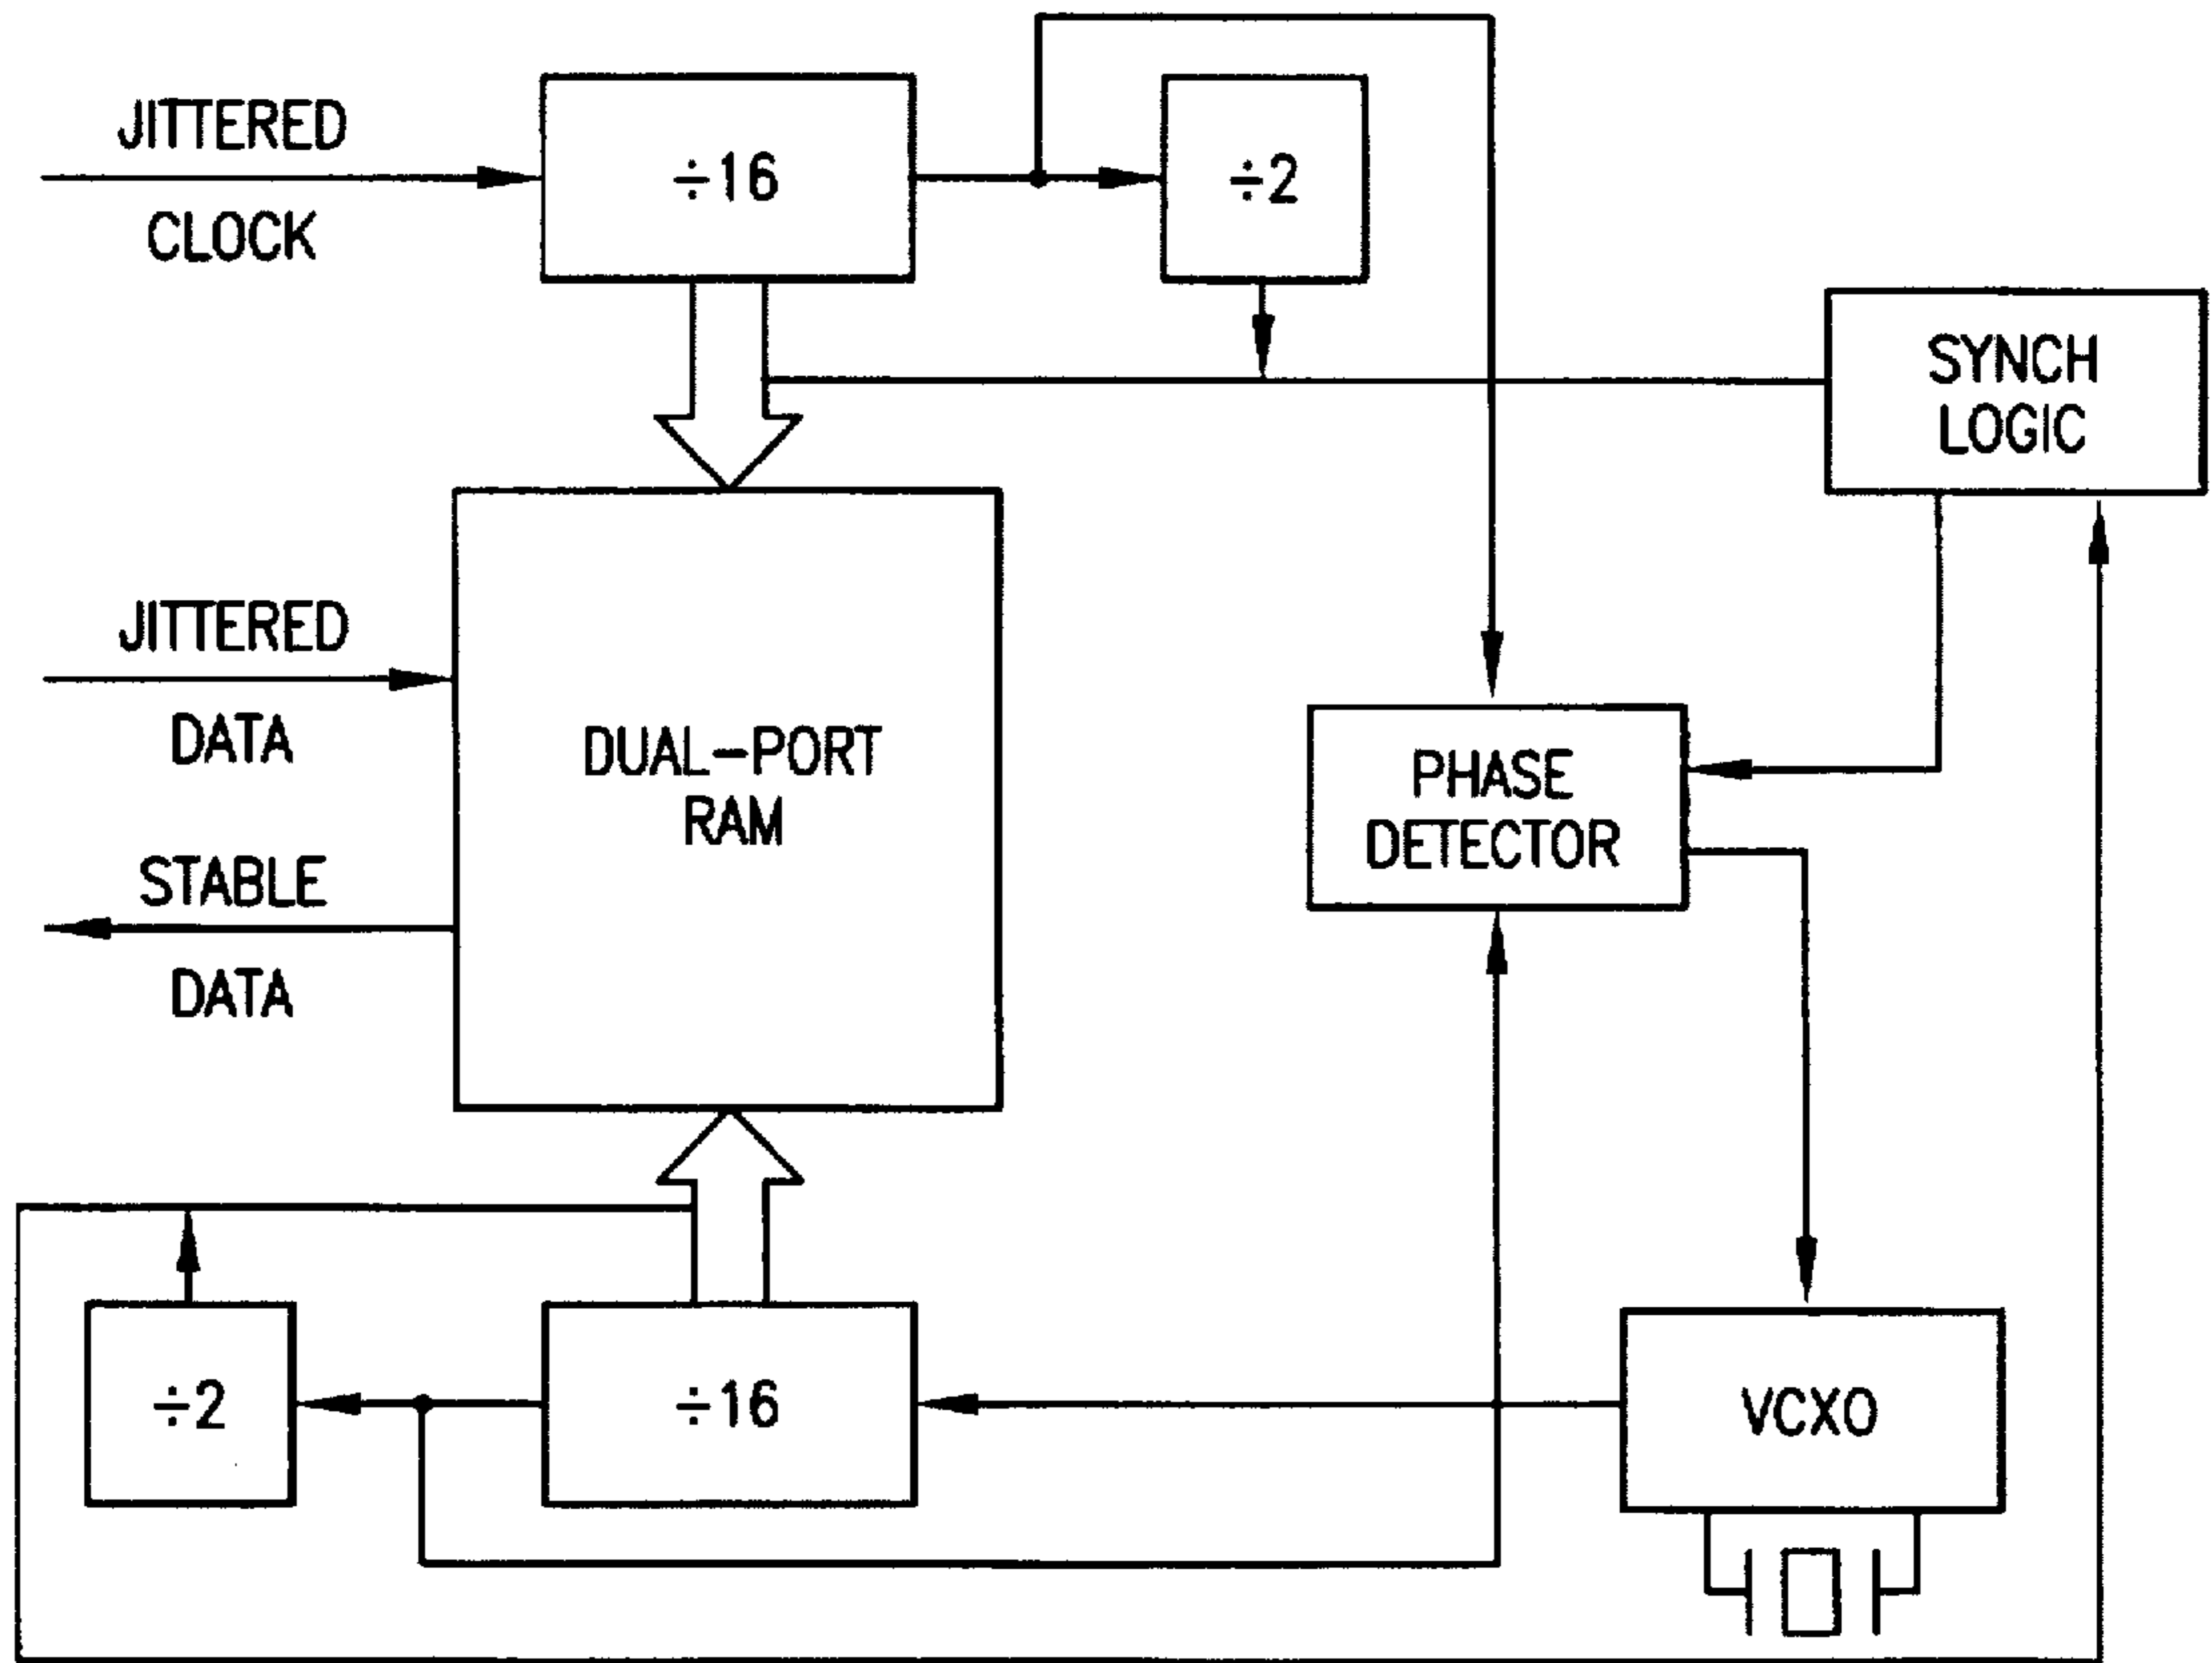 JITTERED
CLOCK
÷16
÷2
SYNCH
LOGIC
JITTERED
DATA
DUAL-PORT
RAM
STABLE
DATA
PHASE
DETECTOR
÷2
÷16
VCXO